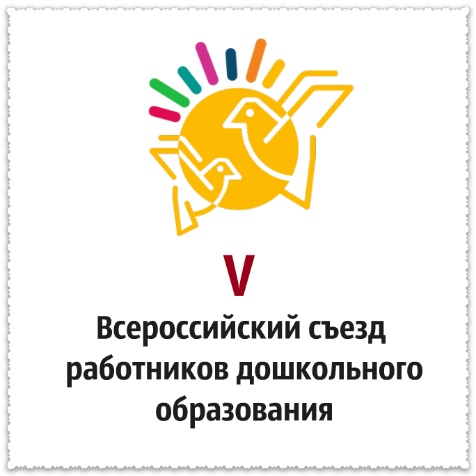 V
Всероссийский съезд
работников дошкольного
образования